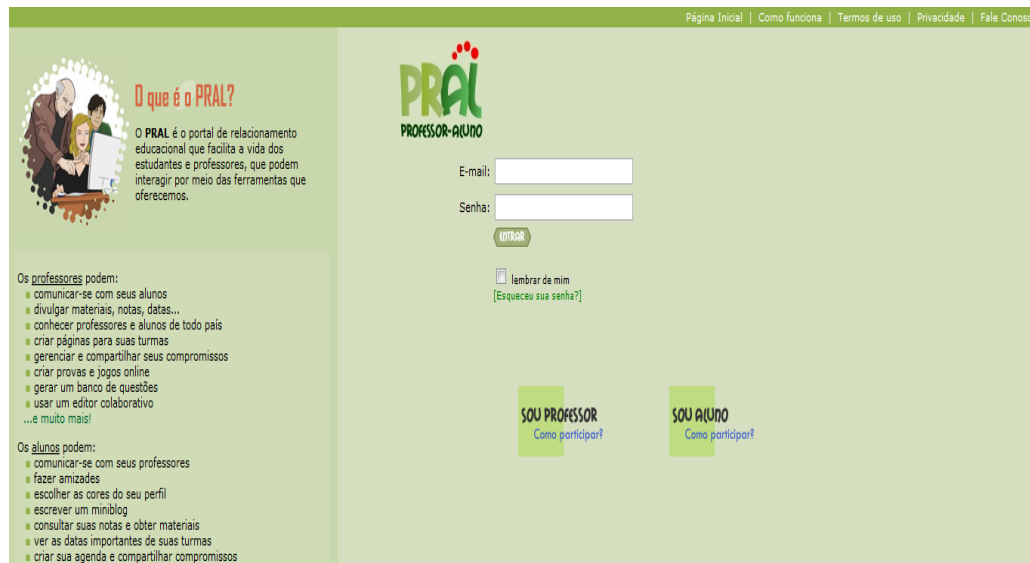 Página Inicial | Como funciona | Termos de uso | Privacidade | Fale Conosc
O que é o PRAL?
O PRAL é o portal de relacionamento
educacional que facilita a vida dos
estudantes e professores, que podem
interagir por meio das ferramentas que
oferecemos.
Os professores podem:
comunicar-se com seus alunos
divulgar materiais, notas, datas...
conhecer professores e alunos de todo país
criar páginas para suas turmas
gerenciar e compartilhar seus compromissos
criar provas e jogos online
gerar um banco de questões
usar um editor colaborativo
...e muito mais!
Os alunos podem:
comunicar-se com seus professores
fazer amizades
escolher as cores do seu perfil
escrever um miniblog
consultar suas notas e obter materiais
ver as datas importantes de suas turmas
criar sua agenda e compartilhar compromissos
PRAL
PROFESSOR-ALUNO
E-mail:
Senha:
ENTRAR
lembrar de mim
[Esqueceu sua senha?]
SOU PROFESSOR
Como participar?
SOU ALUNO
Como participar?